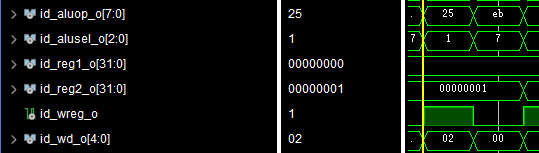 id_aluop_o[7:0] 25 25 eb
id_alusel_o[2:0] 1 7 1 7
id_reg1_o[31:0] 00000000
id_reg2_o[31:0] 00000001 00000001
id_wreg_o 1
id_wd_o[4:0] 02 02 00